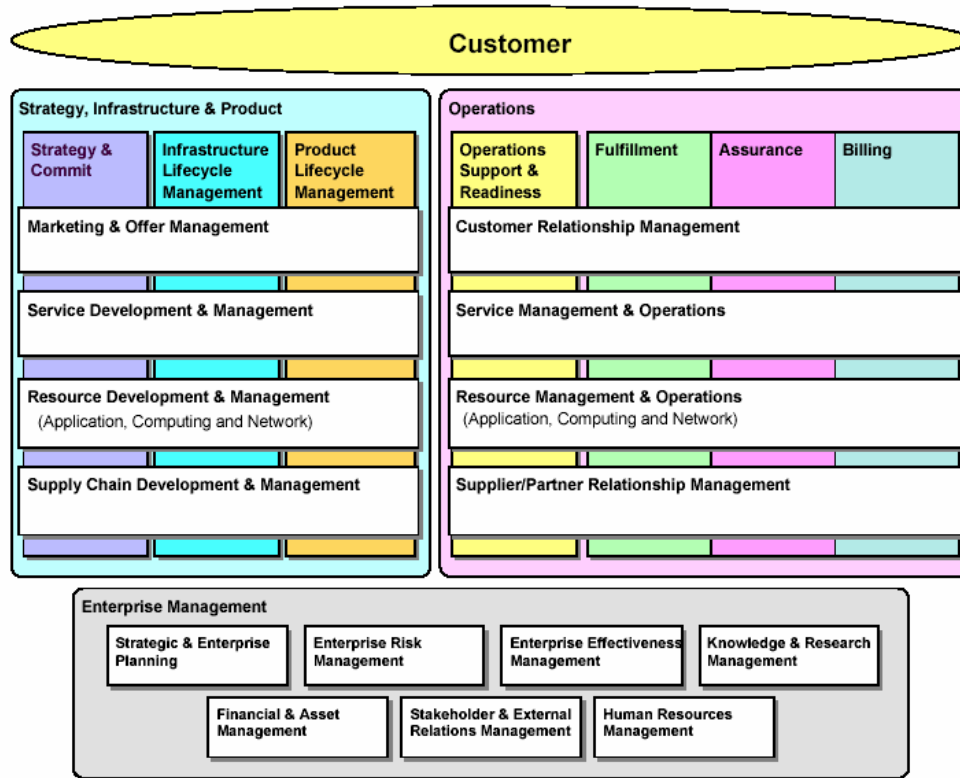 Customer
Strategy, Infrastructure & Product
Strategy &
Commit
Infrastructure
Lifecycle
Management
Product
Lifecycle
Management
Marketing & Offer Management
Service Development & Management
Resource Development & Management
(Application, Computing and Network)
Supply Chain Development & Management
Operations
Operations
Support &
Readiness
Fulfillment
Assurance
Billing
Customer Relationship Management
Service Management & Operations
Resource Management & Operations
(Application, Computing and Network)
Supplier/Partner Relationship Management
Enterprise Management
Strategic & Enterprise
Planning
Enterprise Risk
Management
Enterprise Effectiveness
Management
Knowledge & Research
Management
Financial & Asset
Management
Stakeholder & External
Relations Management
Human Resources
Management